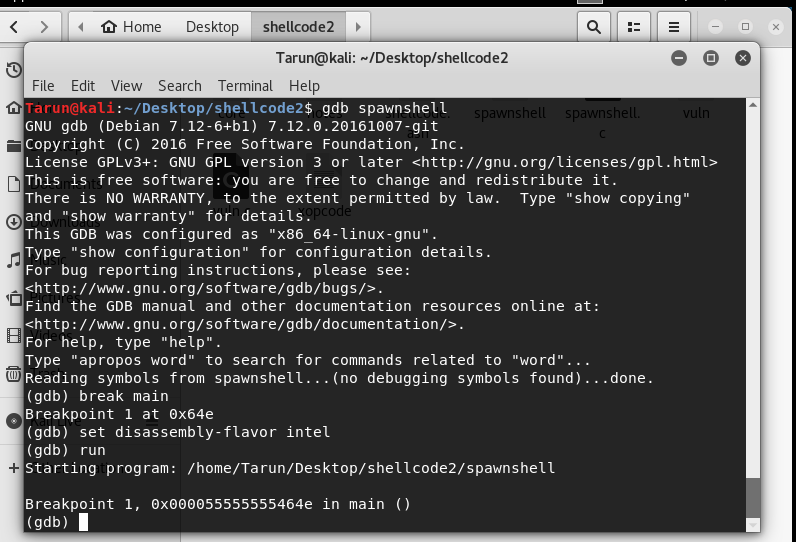 Home
Desktop
shellcode2
Tarun@kali: ~/Desktop/shellcode2
File Edit View Search Terminal Help
Tarun@kali:~/Desktop/shellcode2$ gdb spawnshell
GNU gdb (Debian 7.12-6+b1) 7.12.0.20161007-git
Copyright (C) 2016 Free Software Foundation, Inc.
License GPLv3+: GNU GPL version 3 or later <http://gnu.org/licenses/gpl.html>
This is free software: you are free to change and redistribute it.
There is NO WARRANTY, to the extent permitted by law.  Type "show copying"
and "show warranty" for details.
This GDB was configured as "x86_64-linux-gnu".
Type "show configuration" for configuration details.
For bug reporting instructions, please see:
<http://www.gnu.org/software/gdb/bugs/>.
Find the GDB manual and other documentation resources online at:
<http://www.gnu.org/software/gdb/documentation/>.
For help, type "help".
Type "apropos word" to search for commands related to "word"...
Reading symbols from spawnshell...(no debugging symbols found)...done.
(gdb) break main
Breakpoint 1 at 0x64e
(gdb) set disassembly-flavor intel
(gdb) run
Starting program: /home/Tarun/Desktop/shellcode2/spawnshell
Breakpoint 1, 0x000055555555464e in main ()
(gdb)
spawnshell
spawnshell.
c
vuln
xopcode